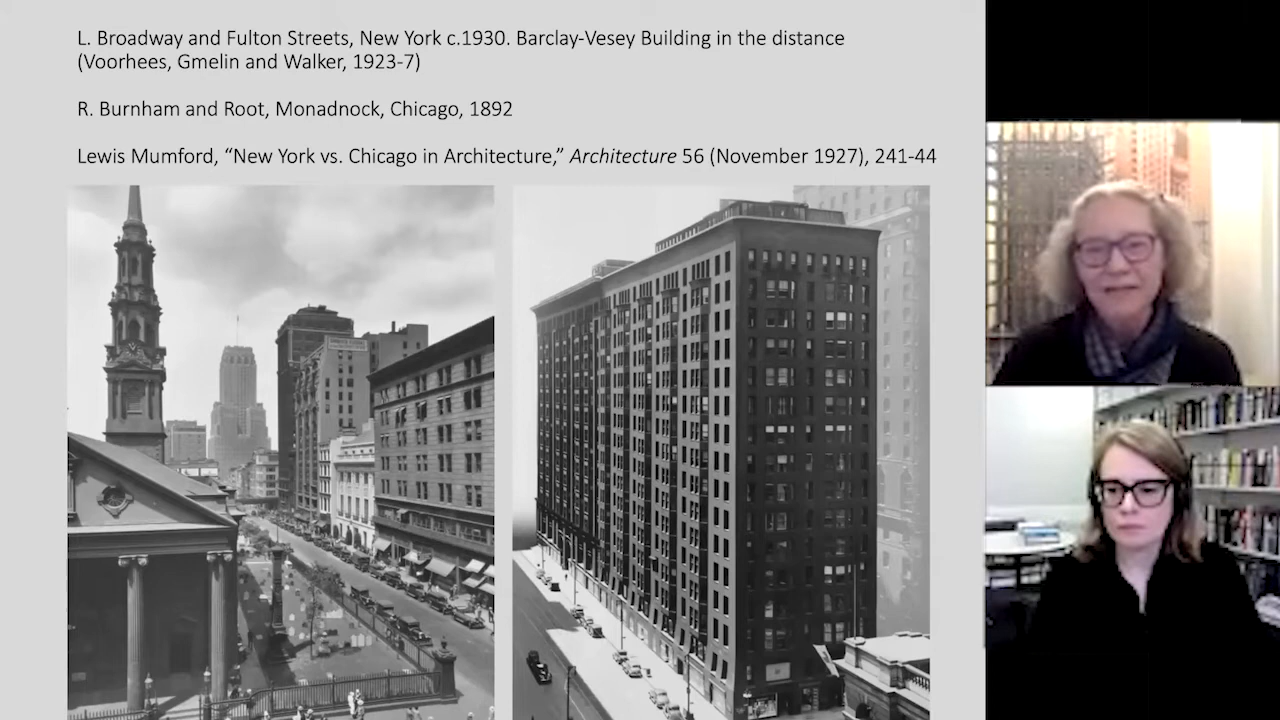 L. Broadway and Fulton Streets, New York c.1930. Barclay-Vesey Building in the distance
(Voorhees, Gmelin and Walker, 1923-7)
R. Burnham and Root, Monadnock, Chicago, 1892
Lewis Mumford, “New York vs. Chicago in Architecture,” Architecture 56 (November 1927), 241-44